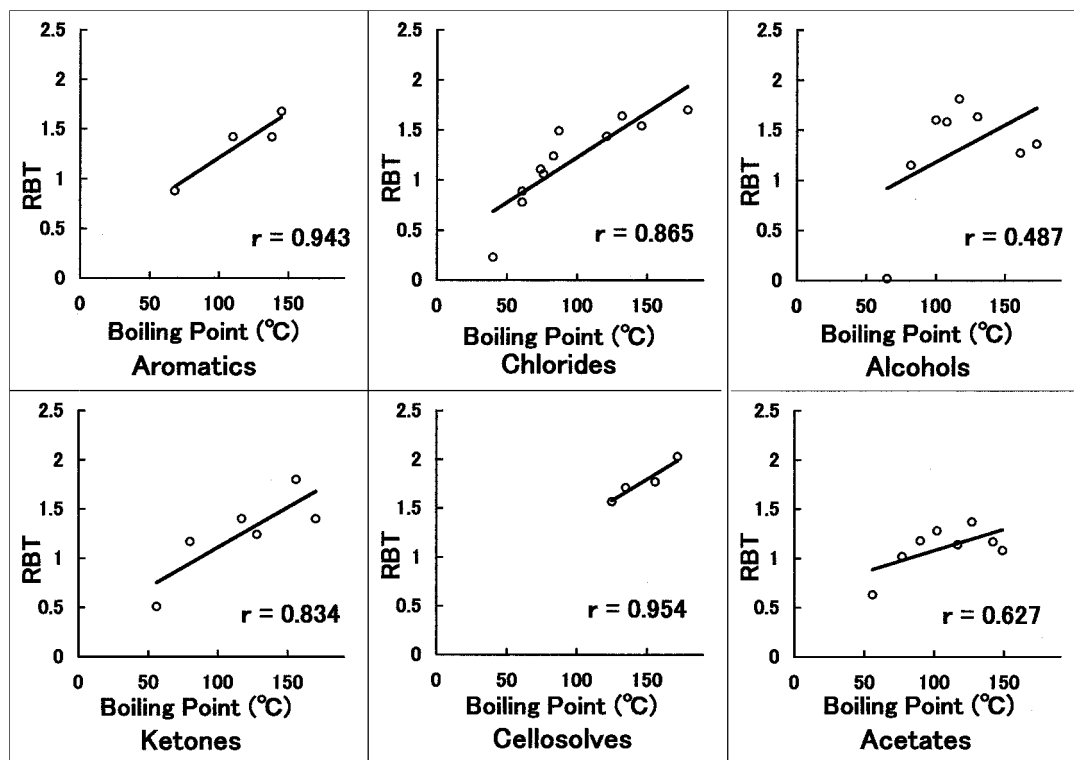 2.5
2
1.5
1
0.5
0
RBT
r = 0.943
0 50 100 150
Boiling Point (℃)
Aromatics
2.5
2
1.5
1
0.5
0
RBT
r = 0.865
0 50 100 150
Boiling Point (℃)
Chlorides
2.5
2
1.5
1
0.5
0
RBT
r = 0.487
0 50 100 150
Boiling Point (℃)
Alcohols
2.5
2
1.5
1
0.5
0
RBT
r = 0.834
0 50 100 150
Boiling Point (℃)
Ketones
2.5
2
1.5
1
0.5
0
RBT
r = 0.954
0 50 100 150
Boiling Point (℃)
Cellosolves
2.5
2
1.5
1
0.5
0
RBT
r = 0.627
0 50 100 150
Boiling Point (℃)
Acetates